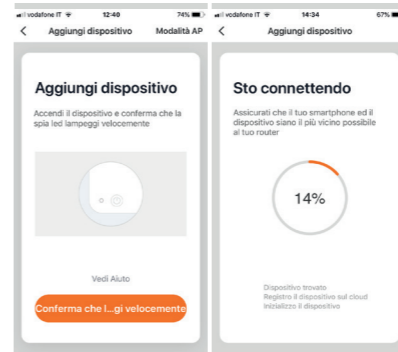 vodafone IT 12:40 74%
Aggiungi dispositivo Modalità AP
Aggiungi dispositivo
Accendi il dispositivo e conferma che la
spia led lampeggi velocemente
Vedi Aiuto
Conferma che l...gi velocemente
vodafone IT 14:34 67%
Aggiungi dispositivo
Sto connettendo
Assicurati che il tuo smartphone ed il
dispositivo siano il più vicino possibile
al tuo router
14%
Dispositivo trovato
Registro il dispositivo sul cloud
Inizializzo il dispositivo